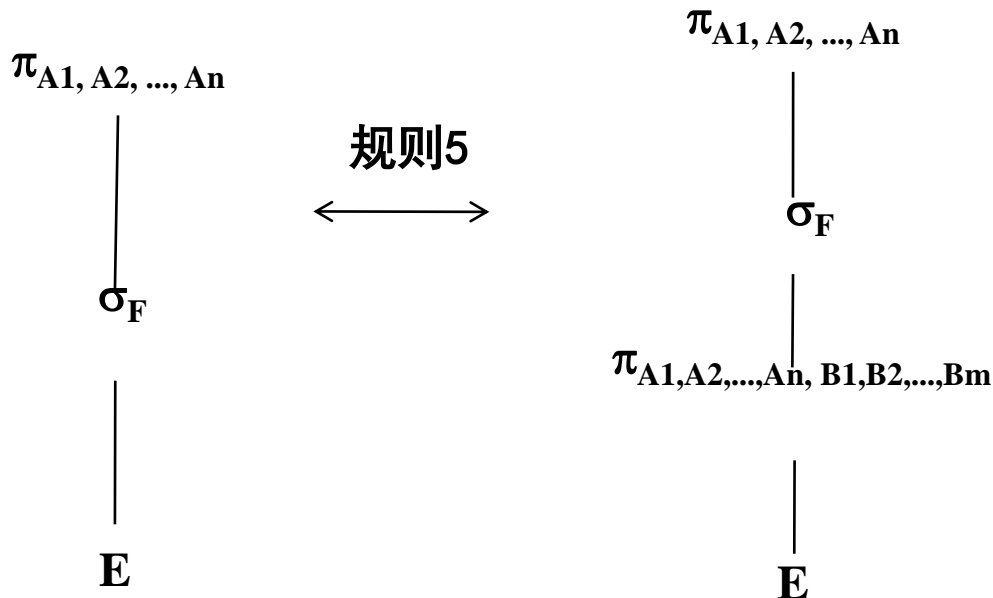 πA1, A2, ..., An
σF
E
规则5
πA1, A2, ..., An
σF
πA1,A2,...,An, B1,B2,...,Bm
E